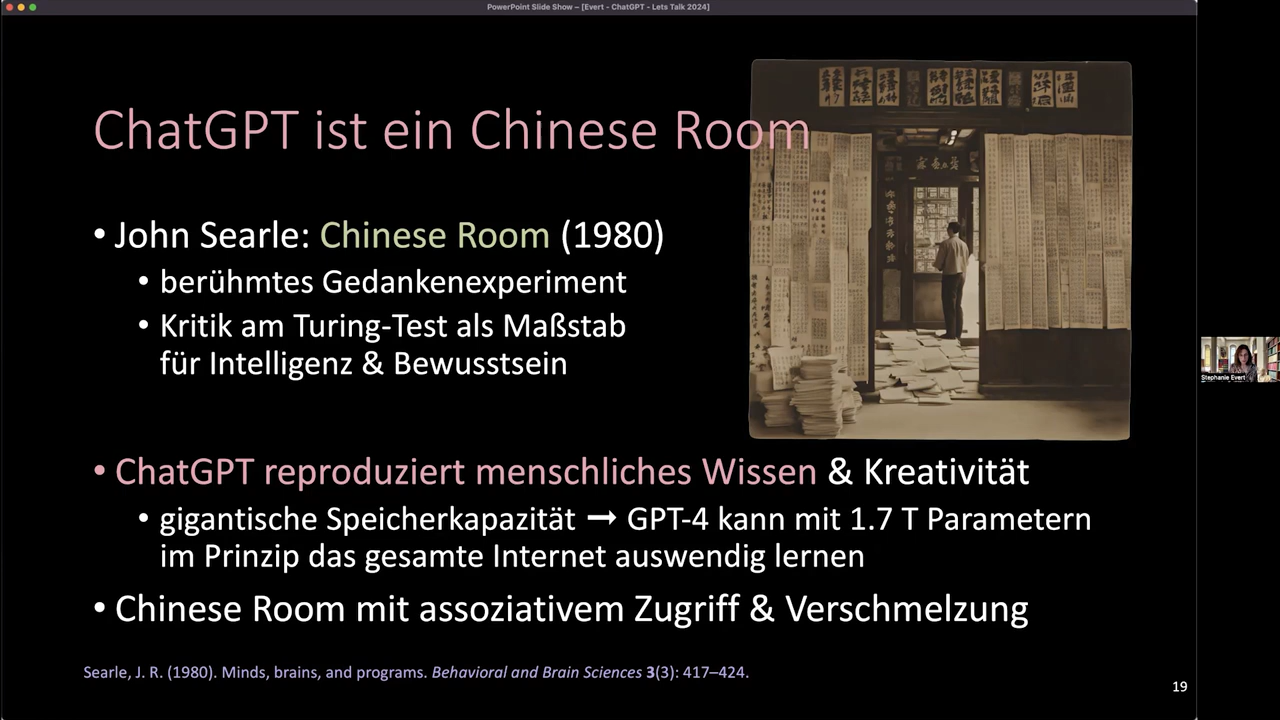 PowerPoint Slide Show – [Evert - ChatGPT - Lets Talk 2024]
ChatGPT ist ein Chinese Room
• John Searle: Chinese Room (1980)
• berühmtes Gedankenexperiment
• Kritik am Turing-Test als Maßstab
für Intelligenz & Bewusstsein
• ChatGPT reproduziert menschliches Wissen & Kreativität
• gigantische Speicherkapazität ➞ GPT-4 kann mit 1.7 T Parametern
im Prinzip das gesamte Internet auswendig lernen
• Chinese Room mit assoziativem Zugriff & Verschmelzung
Searle, J. R. (1980). Minds, brains, and programs. Behavioral and Brain Sciences 3(3): 417–424.
19
Stephanie Evert